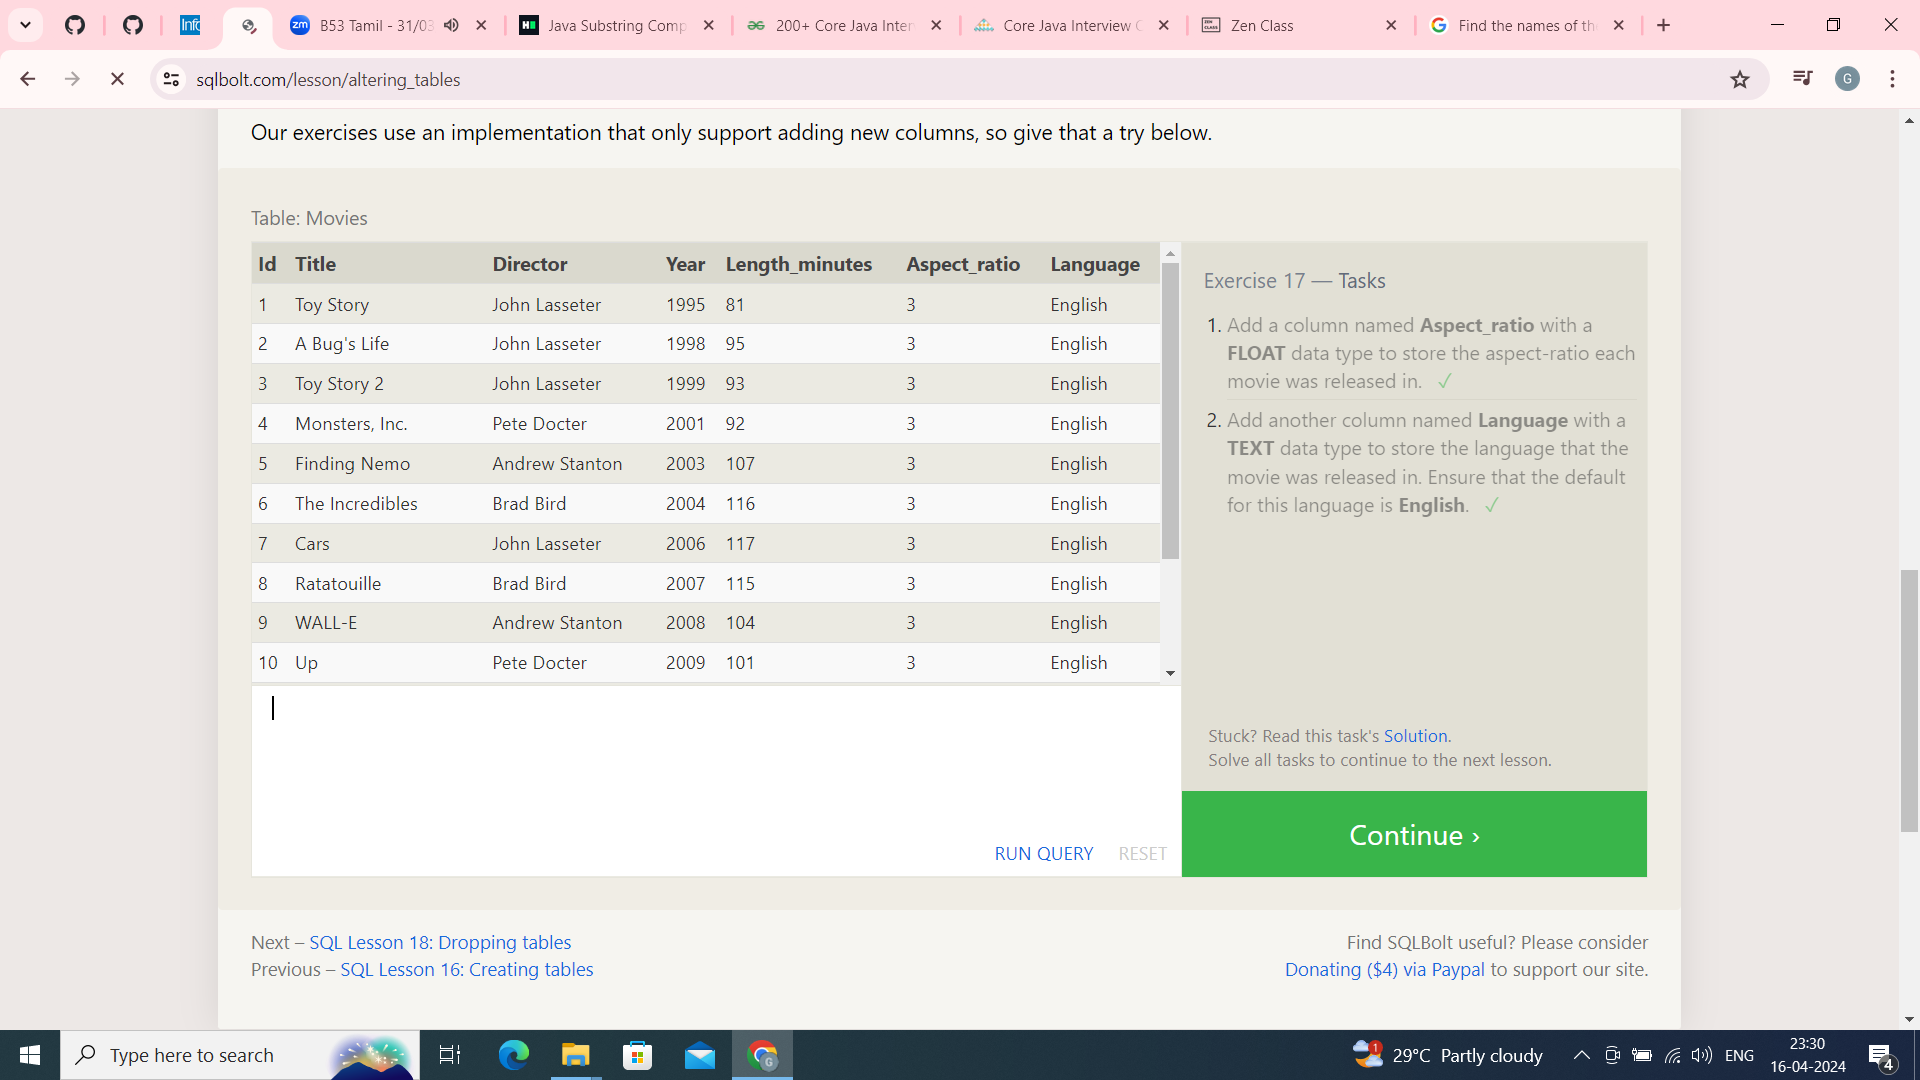 Info
B53 Tamil - 31/03
Java Substring Comp
200+ Core Java Inter
Core Java Interview Q
Zen Class
Find the names of the
sqlbolt.com/lesson/altering_tables
G
Our exercises use an implementation that only support adding new columns, so give that a try below.
Table: Movies
Id Title Director Year Length_minutes Aspect_ratio Language
1 Toy Story John Lasseter 1995 81 3 English
2 A Bug's Life John Lasseter 1998 95 3 English
3 Toy Story 2 John Lasseter 1999 93 3 English
4 Monsters, Inc. Pete Docter 2001 92 3 English
5 Finding Nemo Andrew Stanton 2003 107 3 English
6 The Incredibles Brad Bird 2004 116 3 English
7 Cars John Lasseter 2006 117 3 English
8 Ratatouille Brad Bird 2007 115 3 English
9 WALL-E Andrew Stanton 2008 104 3 English
10 Up Pete Docter 2009 101 3 English
RUN QUERY RESET
Exercise 17 — Tasks
1. Add a column named Aspect_ratio with a
FLOAT data type to store the aspect-ratio each
movie was released in. ✓
2. Add another column named Language with a
TEXT data type to store the language that the
movie was released in. Ensure that the default
for this language is English. ✓
Stuck? Read this task's Solution.
Solve all tasks to continue to the next lesson.
Continue ›
Next – SQL Lesson 18: Dropping tables
Previous – SQL Lesson 16: Creating tables
Find SQLBolt useful? Please consider
Donating ($4) via Paypal to support our site.
Type here to search
1
29°C Partly cloudy
ENG
23:30
16-04-2024
4